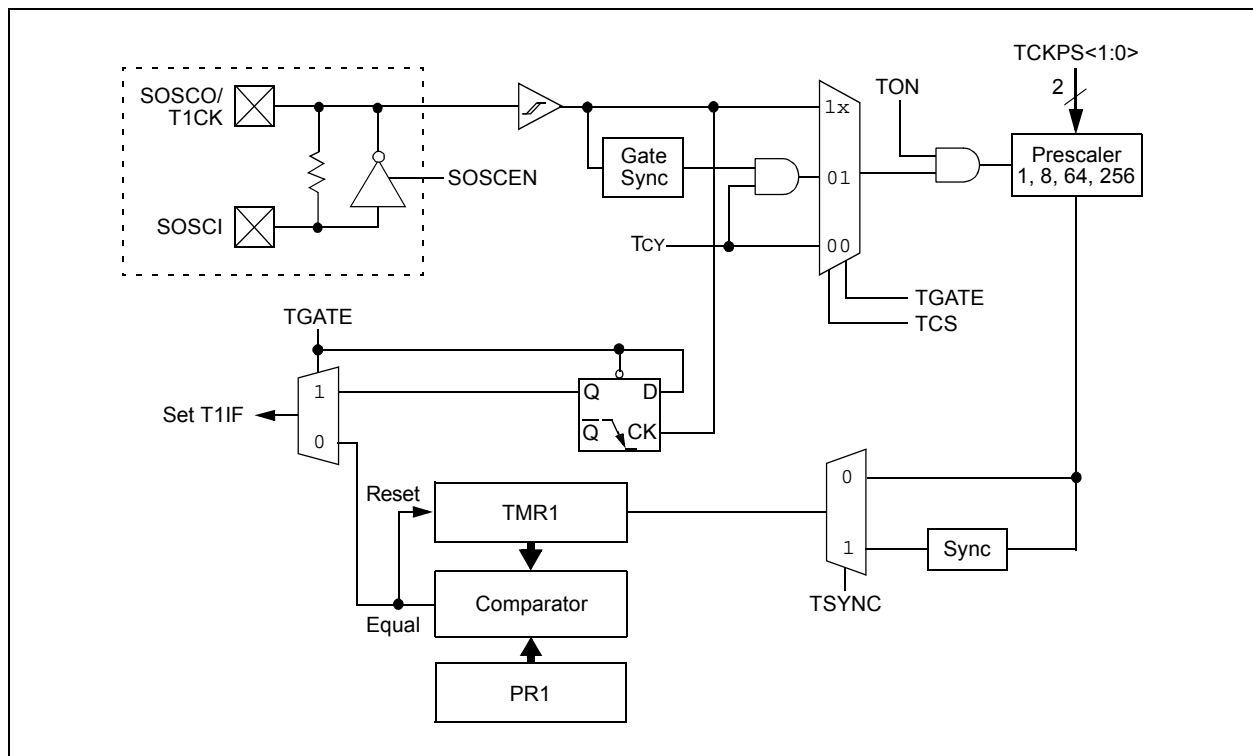 TCKPS<1:0>
2
SOSCO/
T1CK
TON
1x
Gate
Sync
Prescaler
1, 8, 64, 256
SOSCEN
01
SOSCI
TCY
00
TGATE
TCS
TGATE
1
Q
D
Set T1IF
0
Q
CK
0
Reset
TMR1
1
Sync
TSYNC
Comparator
Equal
PR1